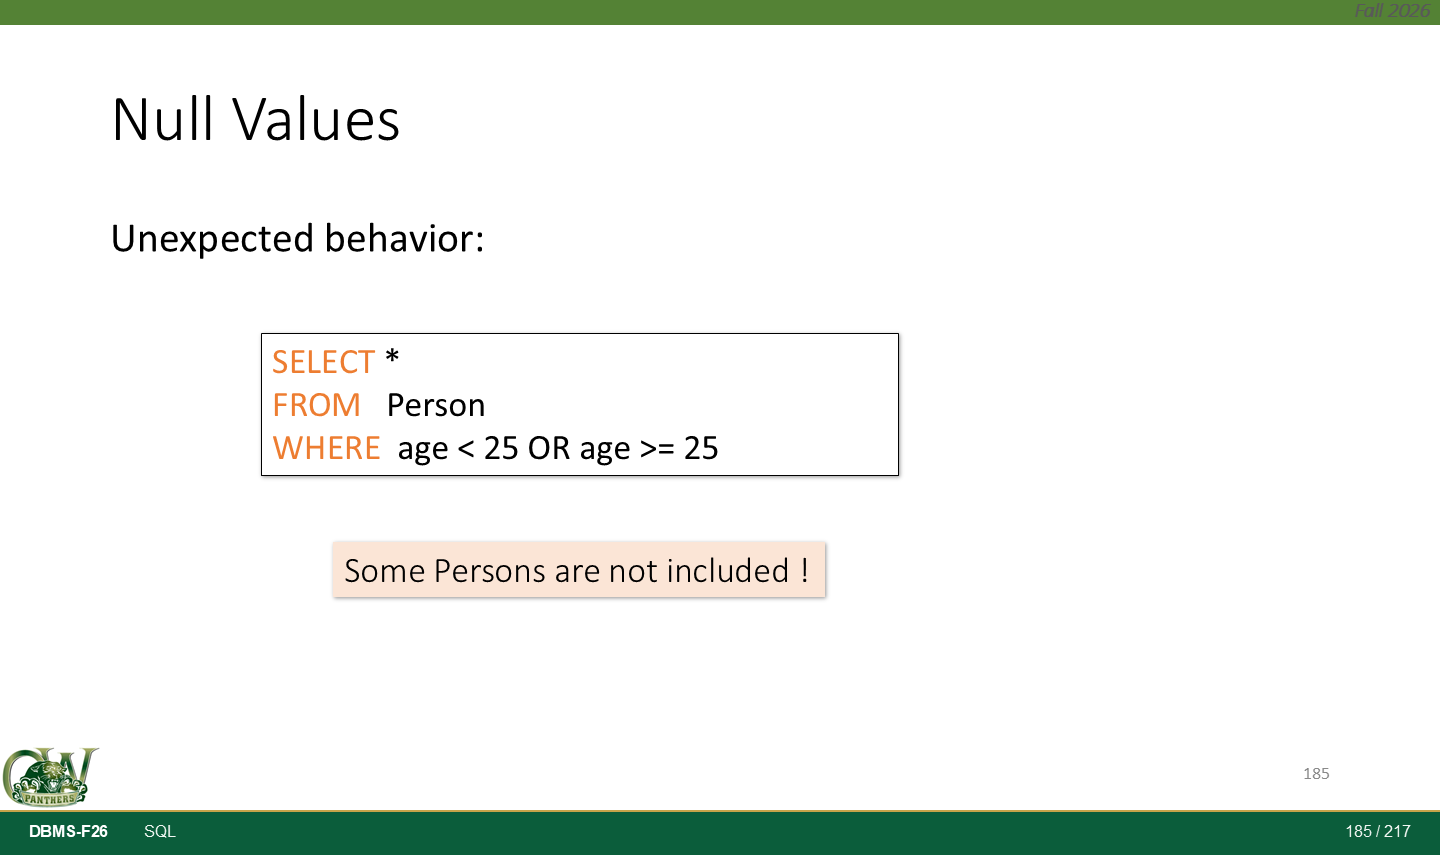 Fall 2026
Null Values
Unexpected behavior:
SELECT *
FROM Person
WHERE age < 25 OR age >= 25
Some Persons are not included !
OW
PANTHERS
185
DBMS-F26 SQL 185 / 217